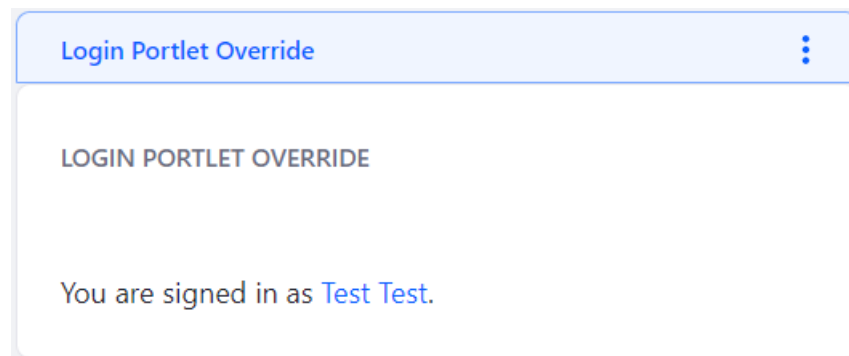 Login Portlet Override
LOGIN PORTLET OVERRIDE
You are signed in as Test Test.